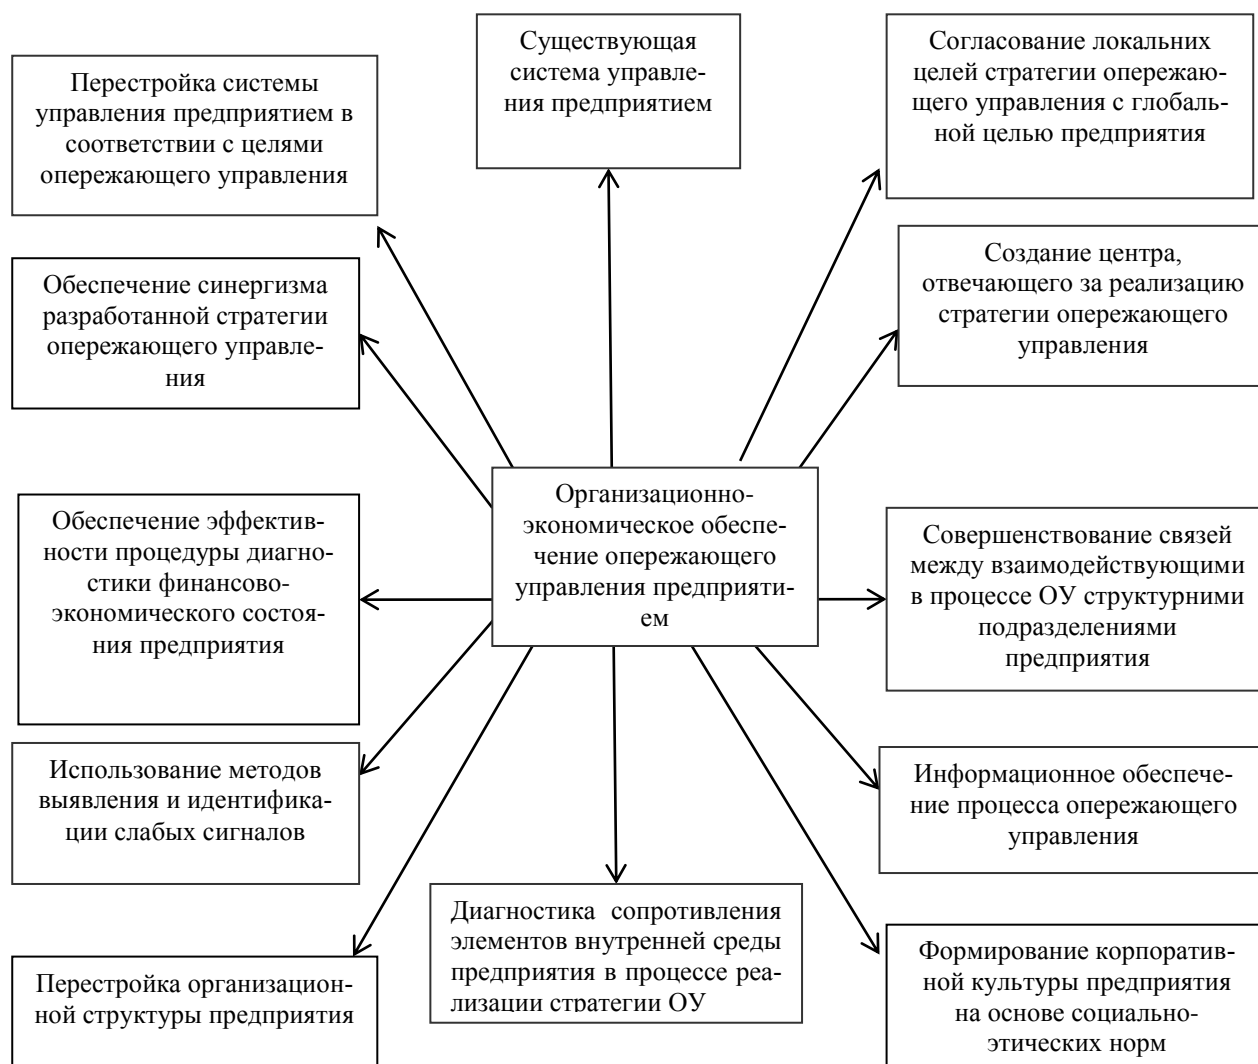 Существующая
система управле-
ния предприятием
Согласование локальних
целей стратегии опережаю-
щего управления с глобаль-
ной целью предприятия
Перестройка системы
управления предприятием в
соответствии с целями
опережающего управления
Создание центра,
отвечающего за реализацию
стратегии опережающего
управления
Обеспечение синергизма
разработанной стратегии
опережающего управле-
ния
Организационно-
экономическое обеспе-
чение опережающего
управления предприяти-
ем
Обеспечение эффектив-
ности процедуры диагно-
стики финансово-
экономического состоя-
ния предприятия
Совершенствование связей
между взаимодействующими
в процессе ОУ структурними
подразделениями
предприятия
Использование методов
выявления и идентифика-
ции слабых сигналов
Информационное обеспече-
ние процесса опережающего
управления
Диагностика сопротивления
элементов внутренней среды
предприятия в процессе реа-
лизации стратегии ОУ
Перестройка организацион-
ной структуры предприятия
Формирование корпоратив-
ной культуры предприятия
на основе социально-
этических норм